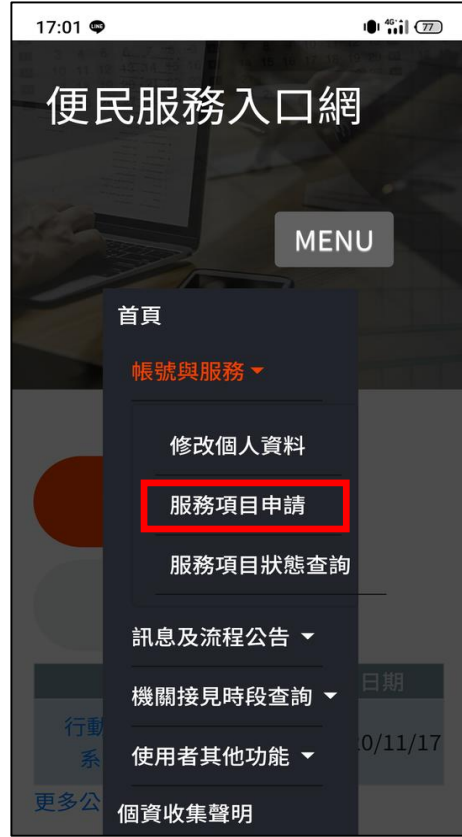 17:01
4G+
77
便民服務入口網
MENU
首頁
帳號與服務
修改個人資料
服務項目申請
服務項目狀態查詢
訊息及流程公告
機關接見時段查詢
日期
行動
0/11/17
使用者其他功能
系
更多公
個資收集聲明